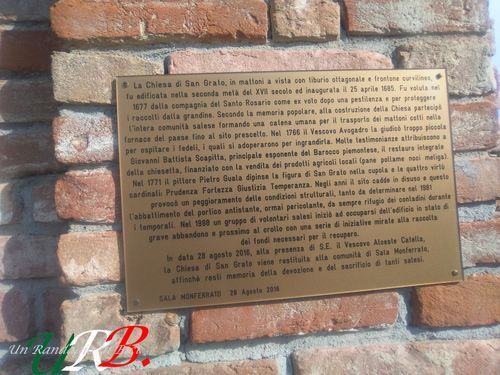 La Chiesa di San Grato, in mattoni a vista con tiburio ottagonale e frontone curvilineo,
fu edificata nella seconda metà del XVII secolo ed inaugurata il 25 aprile 1685. Fu voluta nel
1677 dalla compagnia del Santo Rosario come ex voto dopo una pestilenza e per proteggere
i raccolti dalla grandine. Secondo la memoria popolare, alla costruzione della Chiesa partecipò
l'intera comunità salese formando una catena umana per il trasporto dei mattoni cotti nella
fornace del paese fino al sito prescelto. Nel 1766 il Vescovo Avogadro la giudicò troppo piccola
per ospitare i fedeli, i quali si adoperarono per ingrandirla. Molte testimonianze attribuiscono a
Giovanni Battista Scapitta, principale esponente del Barocco piemontese, il restauro integrale
della chiesetta, finanziato con la vendita dei prodotti agricoli locali (pane pollame noci meliga).
Nel 1771 il pittore Pietro Guala dipinse la figura di San Grato nella cupola e le quattro virtù
cardinali Prudenza Fortezza Giustizia Temperanza. Negli anni il sito cadde in disuso e questo
provocò un peggioramento delle condizioni strutturali, tanto da determinare nel 1981
l'abbattimento del portico antistante, ormai pericolante, da sempre rifugio dei contadini durante
i temporali. Nel 1998 un gruppo di volontari salesi iniziò ad occuparsi dell'edificio in stato di
grave abbandono e prossimo al crollo con una serie di iniziative mirate alla raccolta
dei fondi necessari per il recupero.
In data 28 agosto 2016, alla presenza di S.E. il Vescovo Alceste Catella,
la Chiesa di San Grato viene restituita alla comunità di Sala Monferrato,
affinchè resti memoria della devozione e del sacrificio di tanti salesi.
SALA MONFERRATO 28 Agosto 2016
Un
URB.